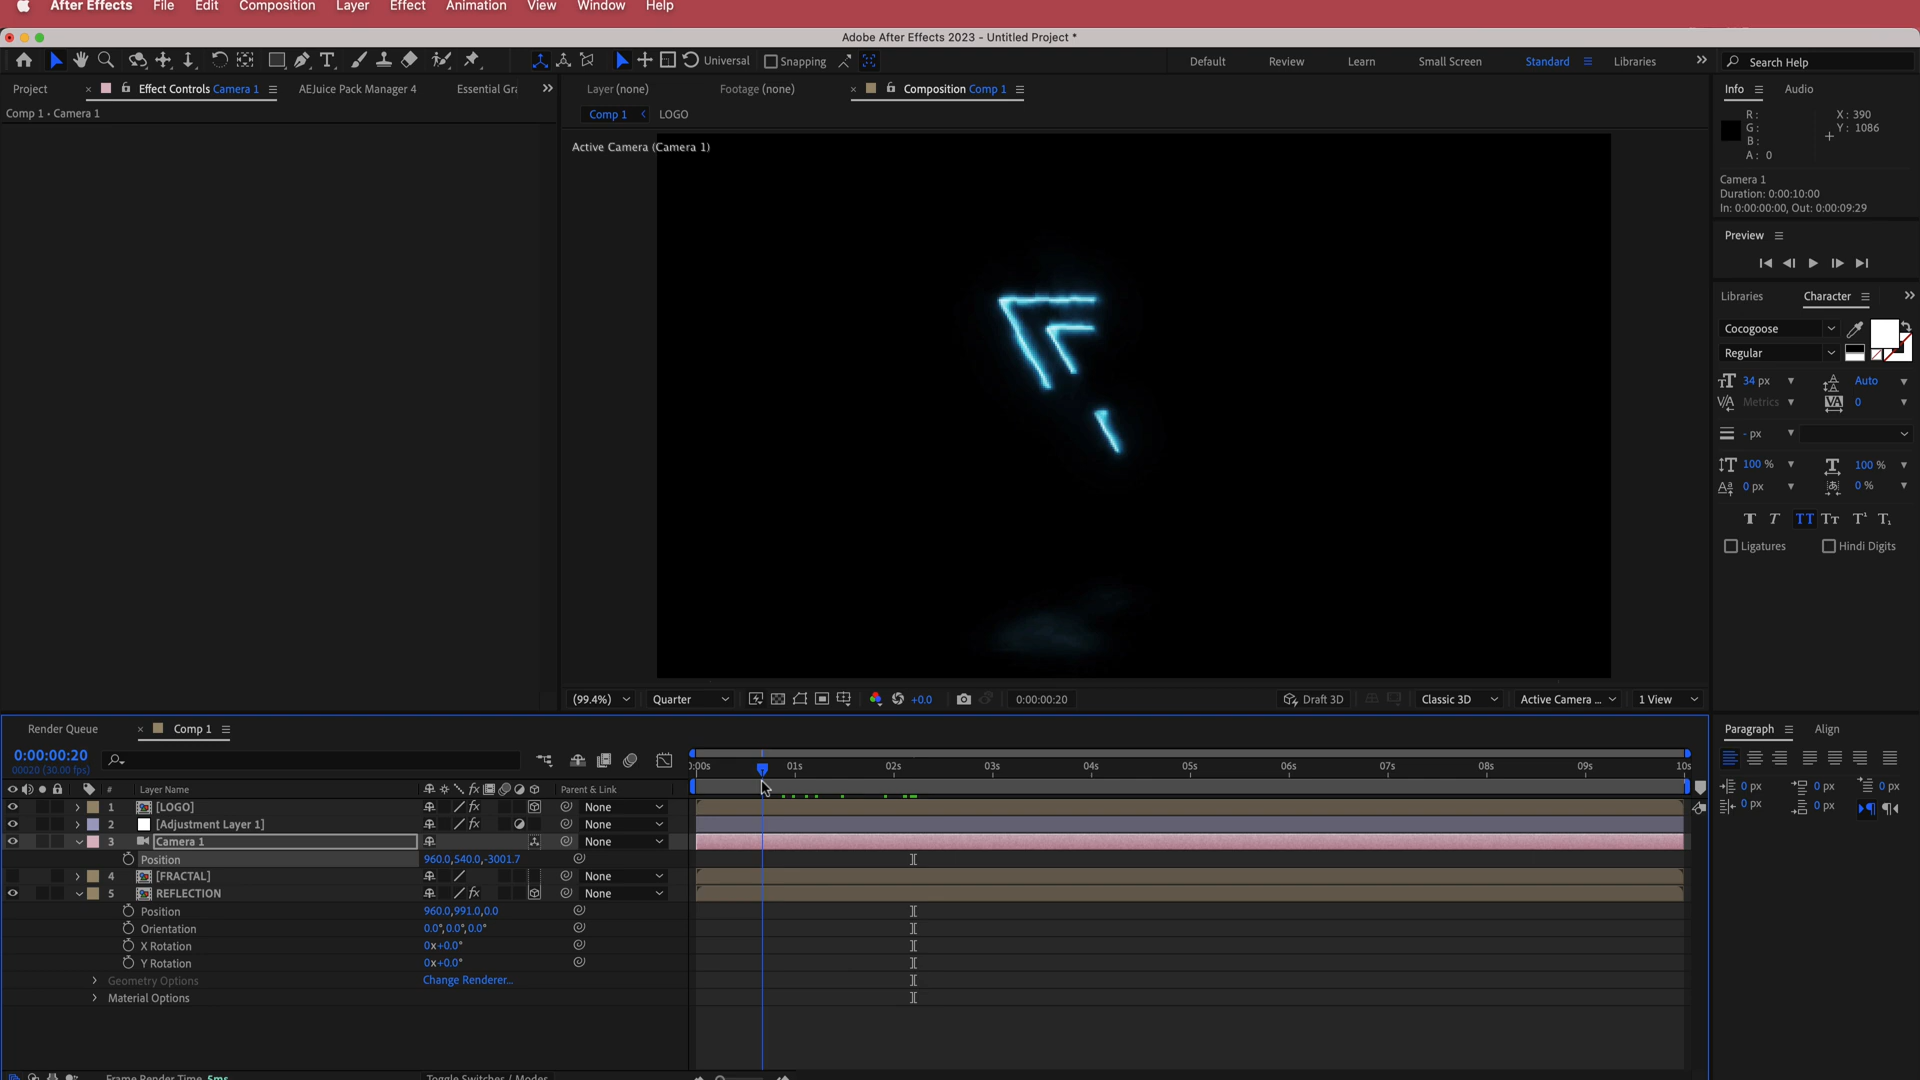 After Effects File Edit Composition Layer Effect Animation View Window Help
Adobe After Effects 2023 - Untitled Project *
Universal Snapping Default Review Learn Small Screen Standard Libraries Search Help
Project Effect Controls Camera 1 AEJuice Pack Manager 4 Essential Gra Layer (none) Footage (none) Composition Comp 1 Info Audio
Comp 1 • Camera 1
Comp 1 LOGO
Active Camera (Camera 1)
R: X: 390
G: Y: 1086
B:
A: 0
Camera 1
Duration: 0:00:10:00
In: 0:00:00:00, Out: 0:00:09:29
Preview
Libraries Character
Cocogoose
Regular
34 px Auto
Metrics 0
- px
100 % 100 %
0 px 0 %
Ligatures Hindi Digits
(99.4%) Quarter +0.0 0:00:00:20 Draft 3D Classic 3D Active Camera ... 1 View
Render Queue Comp 1
Paragraph Align
0:00:00:20
00020 (30.00 fps)
:00s 01s 02s 03s 04s 05s 06s 07s 08s 09s 10s
0 px 0 px 0 px
0 px 0 px
# Layer Name Parent & Link
1 [LOGO] None
2 [Adjustment Layer 1] None
3 Camera 1 None
Position 960.0,540.0,-3001.7
4 [FRACTAL] None
5 REFLECTION None
Position 960.0,991.0,0.0
Orientation 0.0°,0.0°,0.0°
X Rotation 0x+0.0°
Y Rotation 0x+0.0°
Geometry Options Change Renderer...
Material Options
Frame Render Time 5ms Toggle Switches / Modes